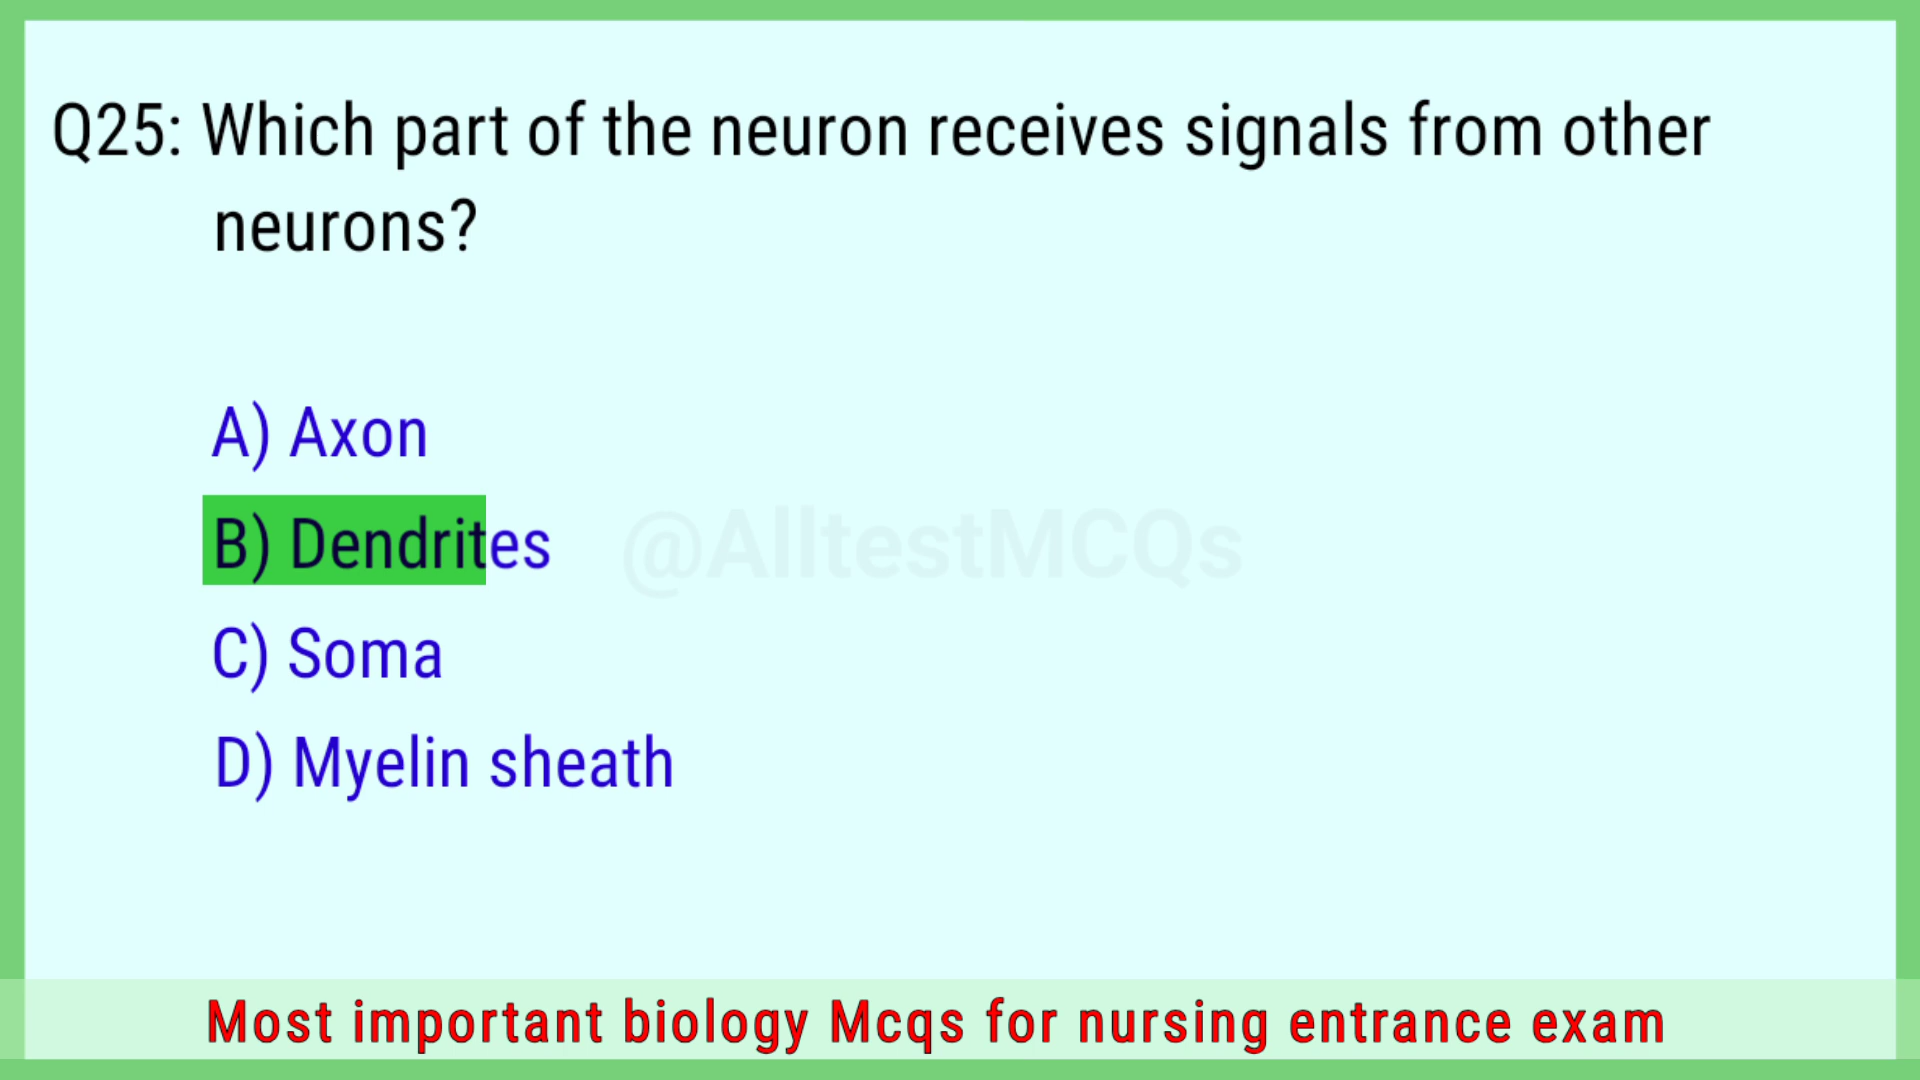 Q25: Which part of the neuron receives signals from other
neurons?
A) Axon
B) Dendrites
@AlltestMCQs
C) Soma
D) Myelin sheath
Most important biology Mcqs for nursing entrance exam